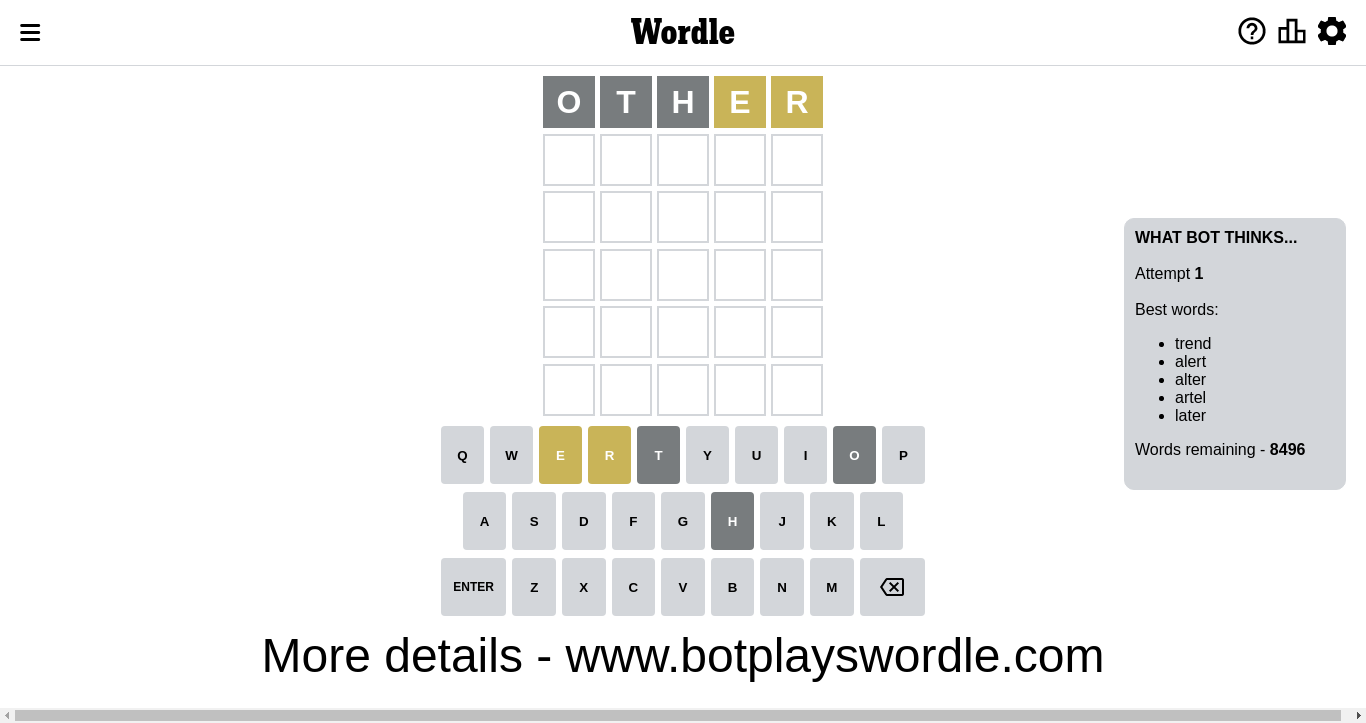 Wordle
O T H E R
WHAT BOT THINKS...
Attempt 1
Best words:
trend
alert
alter
artel
later
Words remaining - 8496
Q W E R T Y U I O P
A S D F G H J K L
ENTER Z X C V B N M
More details - www.botplayswordle.com